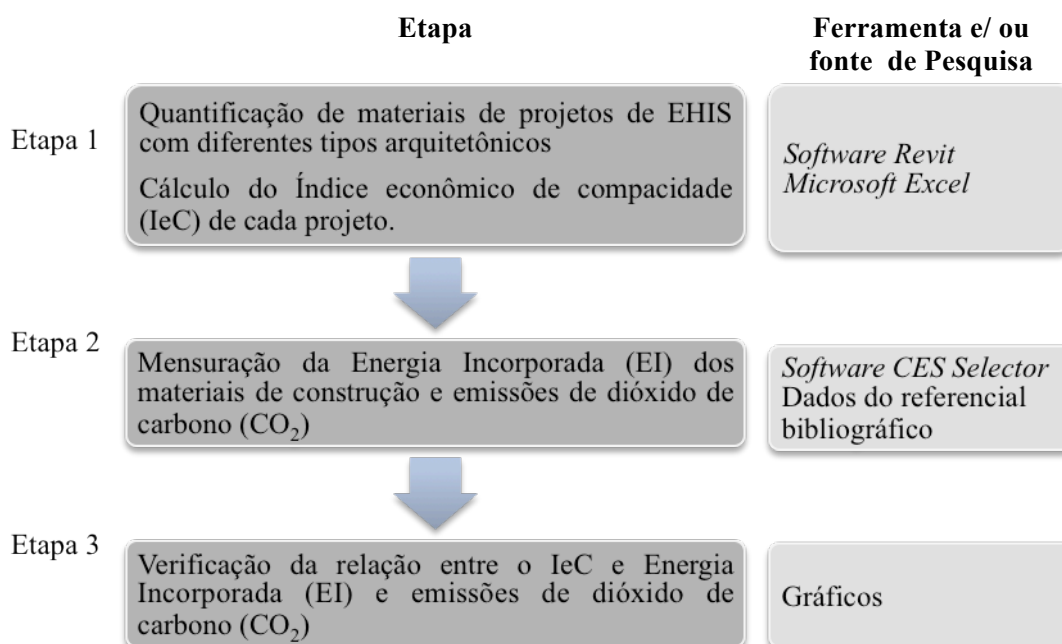 Etapa
Ferramenta e/ ou
fonte de Pesquisa
Etapa 1
Quantificação de materiais de projetos de EHIS
com diferentes tipos arquitetônicos
Cálculo do Índice econômico de compacidade
(IeC) de cada projeto.
Software Revit
Microsoft Excel
Etapa 2
Mensuração da Energia Incorporada (EI) dos
materiais de construção e emissões de dióxido de
carbono (CO₂)
Software CES Selector
Dados do referencial
bibliográfico
Etapa 3
Verificação da relação entre o IeC e Energia
Incorporada (EI) e emissões de dióxido de
carbono (CO₂)
Gráficos